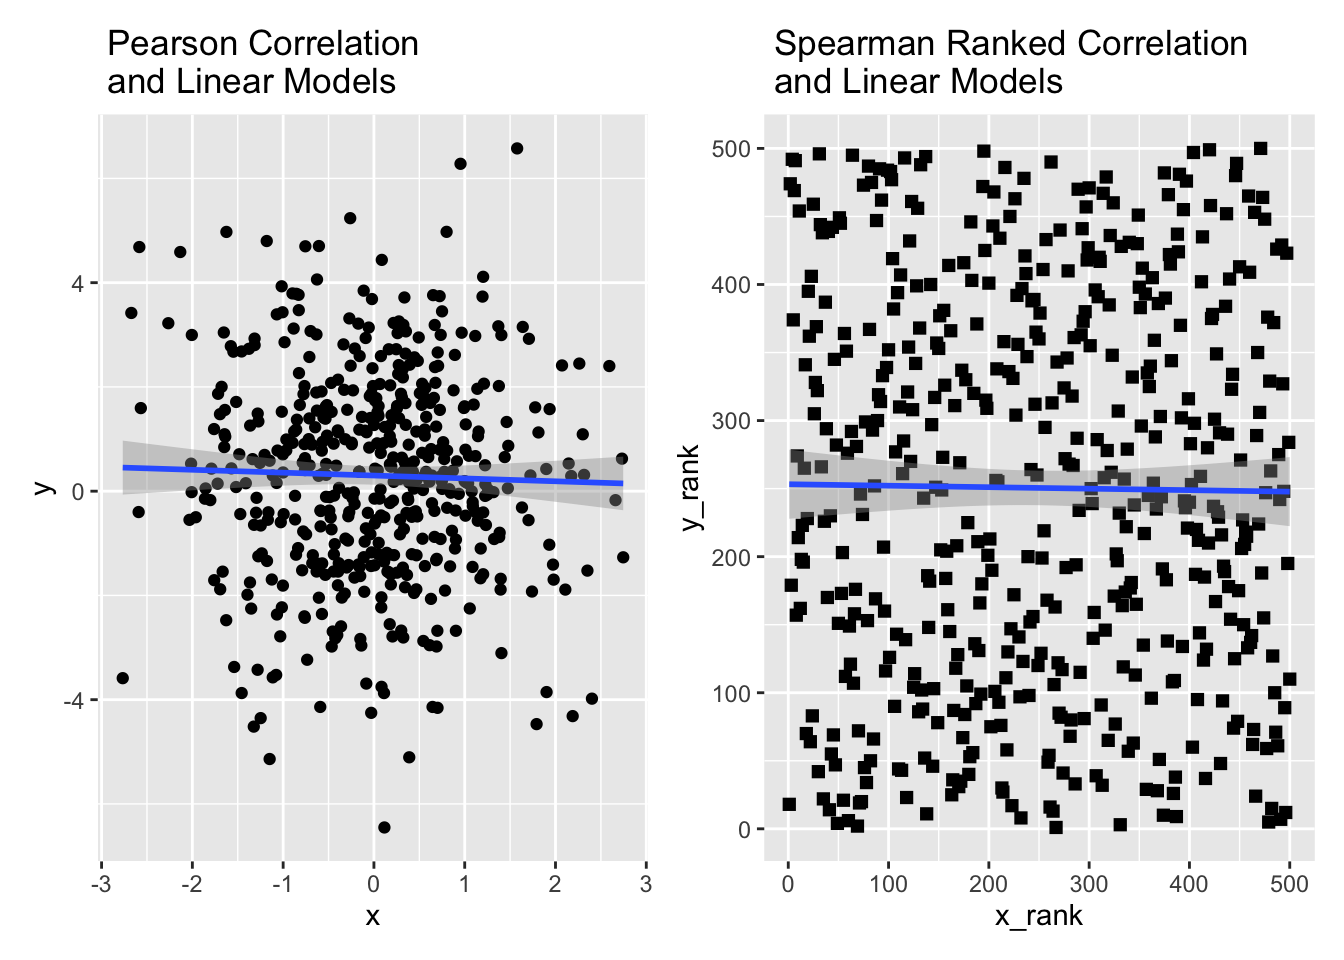 Pearson Correlation
and Linear Models
4
0
-4
y
-3 -2 -1 0 1 2 3
x
Spearman Ranked Correlation
and Linear Models
500
400
300
200
100
0
y_rank
0 100 200 300 400 500
x_rank